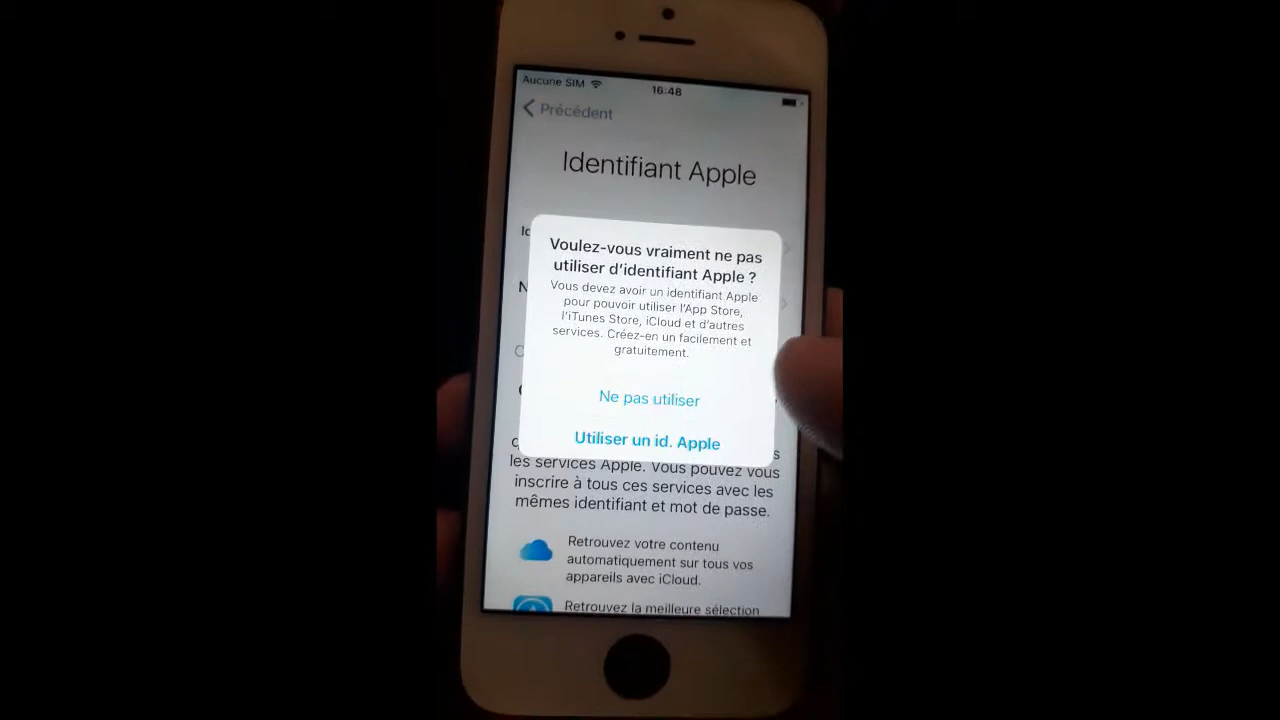 Aucune SIM
16:48
Précédent
Identifiant Apple
Voulez-vous vraiment ne pas
utiliser d'identifiant Apple ?
Vous devez avoir un identifiant Apple
pour pouvoir utiliser l'App Store,
l'iTunes Store, iCloud et d'autres
services. Créez-en un facilement et
gratuitement.
Ne pas utiliser
Utiliser un id. Apple
les services Apple. Vous pouvez vous
inscrire à tous ces services avec les
mêmes identifiant et mot de passe.
Retrouvez votre contenu
automatiquement sur tous vos
appareils avec iCloud.
Retrouvez la meilleure sélection